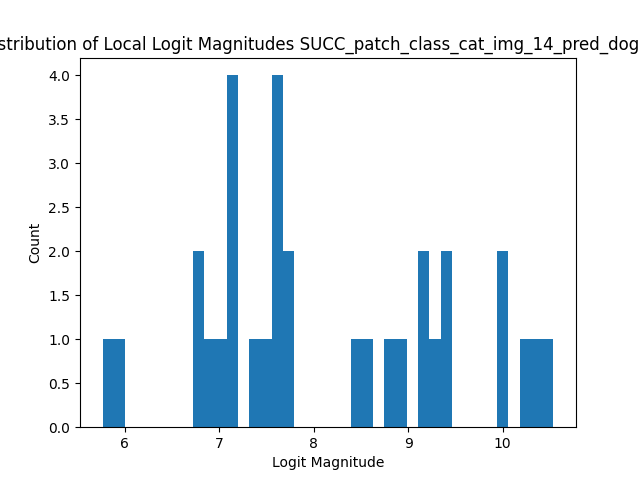 stribution of Local Logit Magnitudes SUCC_patch_class_cat_img_14_pred_dog
4.0
3.5
3.0
2.5
2.0
1.5
1.0
0.5
0.0
Count
6 7 8 9 10
Logit Magnitude